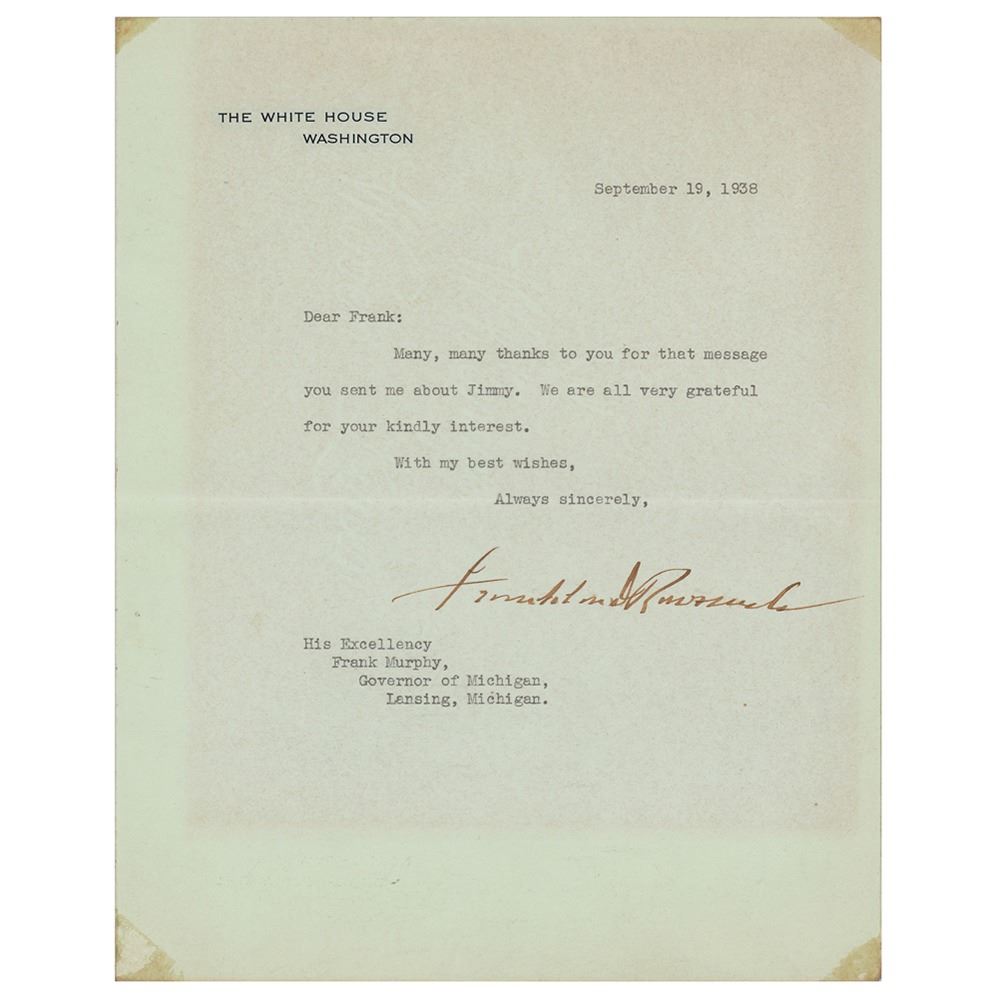 THE WHITE HOUSE
WASHINGTON
September 19, 1938
Dear Frank:
Many, many thanks to you for that message
you sent me about Jimmy. We are all very grateful
for your kindly interest.
With my best wishes,
Always sincerely,
Franklin D Roosevelt
His Excellency
Frank Murphy,
Governor of Michigan,
Lansing, Michigan.